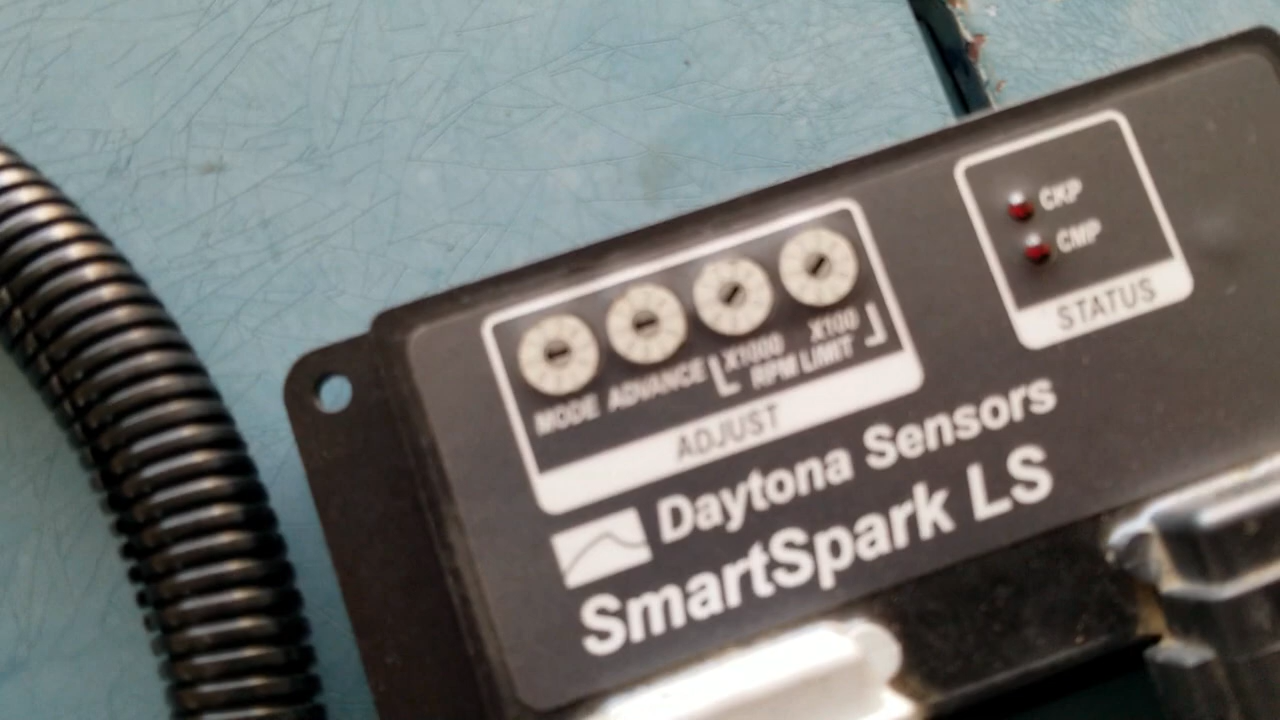 MODE ADVANCE X1000 X100
RPM LIMIT
ADJUST
CKP
CMP
STATUS
Daytona Sensors
SmartSpark LS